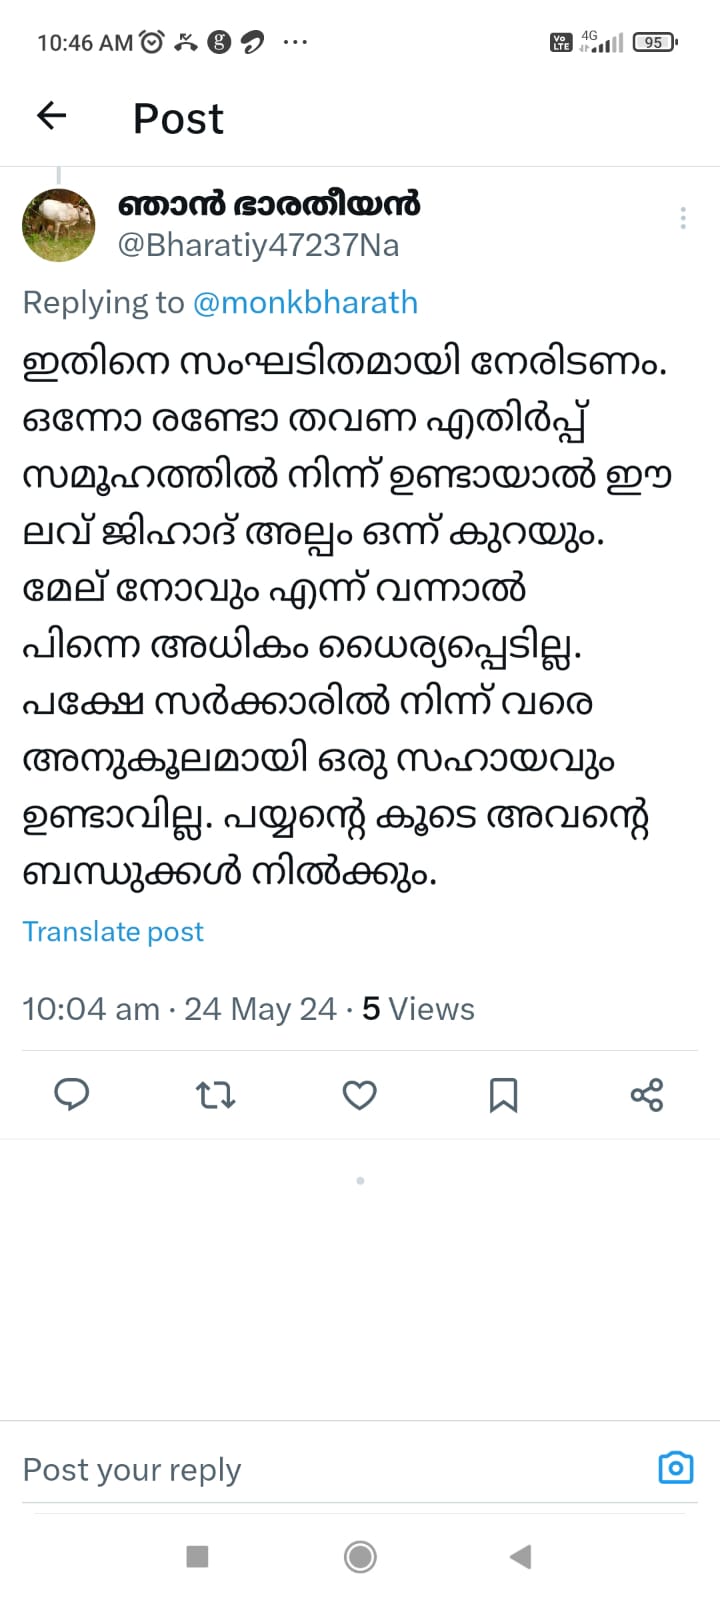 10:46 AM
Vo LTE 4G 95
Post
ഞാൻ ഭാരതീയൻ
@Bharatiy47237Na
Replying to @monkbharath
ഇതിനെ സംഘടിതമായി നേരിടണം.
ഒന്നോ രണ്ടോ തവണ എതിർപ്പ്
സമൂഹത്തിൽ നിന്ന് ഉണ്ടായാൽ ഈ
ലവ് ജിഹാദ് അല്പം ഒന്ന് കുറയും.
മേല് നോവും എന്ന് വന്നാൽ
പിന്നെ അധികം ധൈര്യപ്പെടില്ല.
പക്ഷേ സർക്കാരിൽ നിന്ന് വരെ
അനുകൂലമായി ഒരു സഹായവും
ഉണ്ടാവില്ല. പയ്യന്റെ കൂടെ അവന്റെ
ബന്ധുക്കൾ നിൽക്കും.
Translate post
10:04 am · 24 May 24 · 5 Views
Post your reply